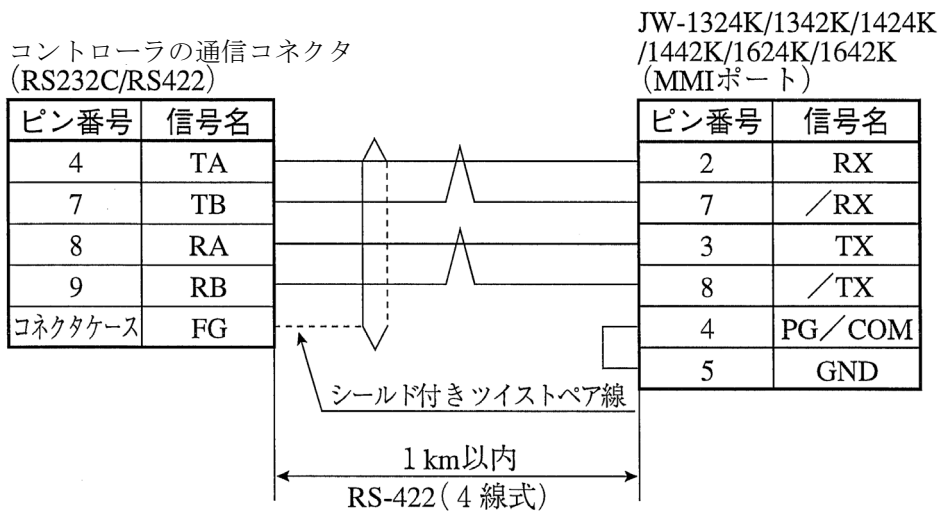 JW-1324K/1342K/1424K
/1442K/1624K/1642K
(MMIポート)
コントローラの通信コネクタ
(RS232C/RS422)
ピン番号 信号名
4 TA
7 TB
8 RA
9 RB
コネクタケース FG
ピン番号 信号名
2 RX
7 /RX
3 TX
8 /TX
4 PG/COM
5 GND
シールド付きツイストペア線
1 km以内
RS-422(4線式)